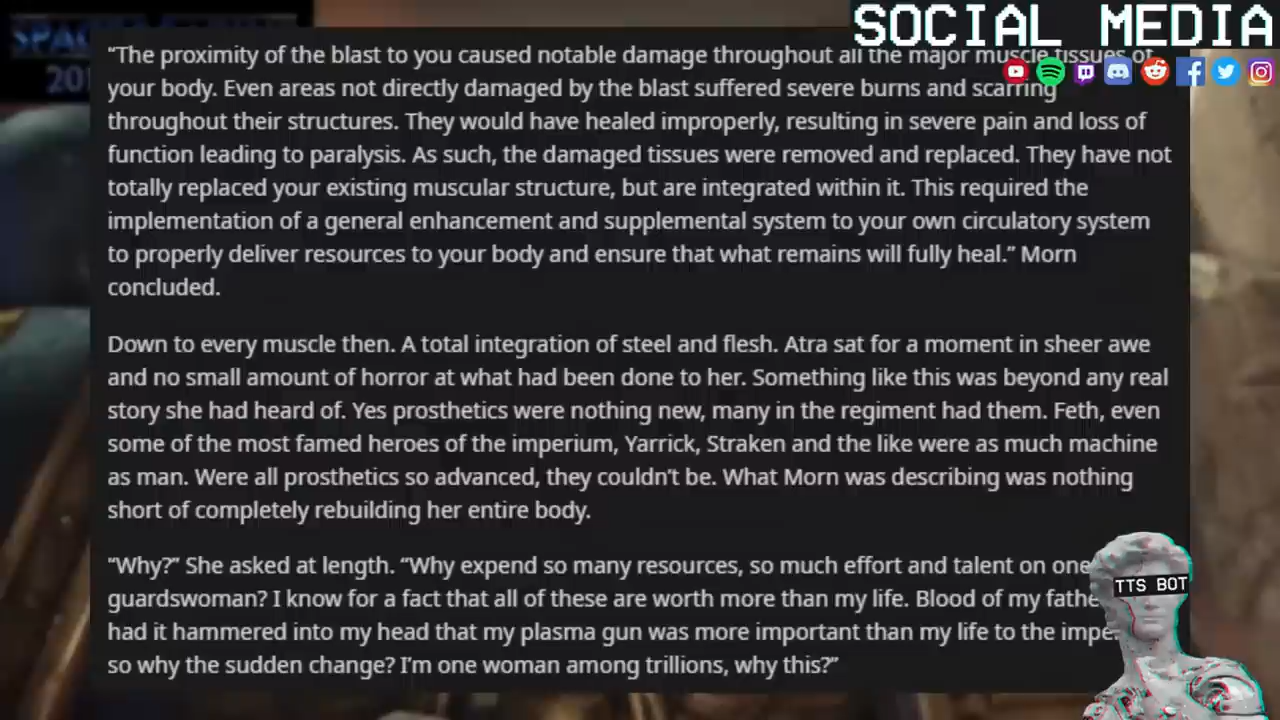 SOCIAL MEDIA
SPAC
201
“The proximity of the blast to you caused notable damage throughout all the major muscle tissues of
your body. Even areas not directly damaged by the blast suffered severe burns and scarring
throughout their structures. They would have healed improperly, resulting in severe pain and loss of
function leading to paralysis. As such, the damaged tissues were removed and replaced. They have not
totally replaced your existing muscular structure, but are integrated within it. This required the
implementation of a general enhancement and supplemental system to your own circulatory system
to properly deliver resources to your body and ensure that what remains will fully heal.” Morn
concluded.
Down to every muscle then. A total integration of steel and flesh. Atra sat for a moment in sheer awe
and no small amount of horror at what had been done to her. Something like this was beyond any real
story she had heard of. Yes prosthetics were nothing new, many in the regiment had them. Feth, even
some of the most famed heroes of the imperium, Yarrick, Straken and the like were as much machine
as man. Were all prosthetics so advanced, they couldn’t be. What Morn was describing was nothing
short of completely rebuilding her entire body.
“Why?” She asked at length. “Why expend so many resources, so much effort and talent on one
guardswoman? I know for a fact that all of these are worth more than my life. Blood of my fathe
had it hammered into my head that my plasma gun was more important than my life to the impe
so why the sudden change? I’m one woman among trillions, why this?”
TTS BOT